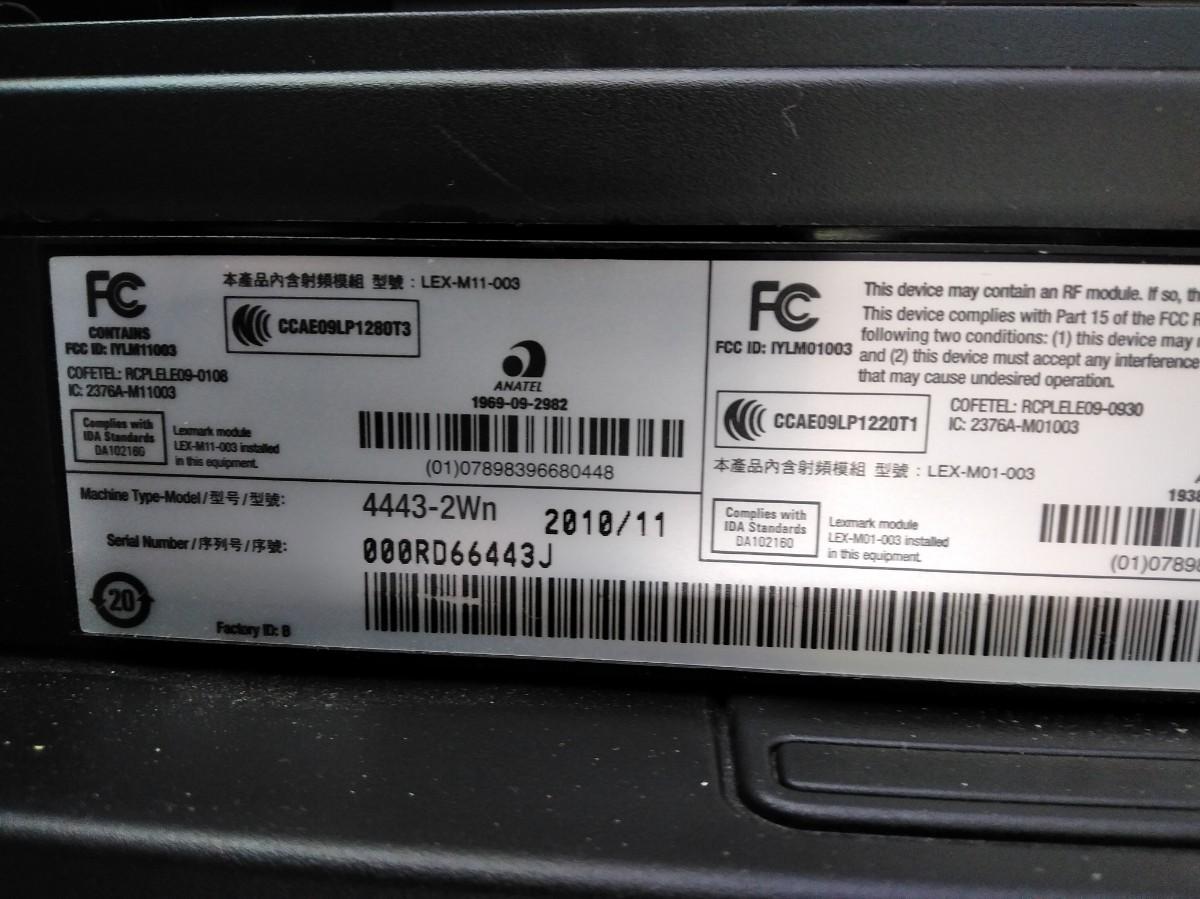 FC
CONTAINS
FCC ID: IYLM11003
COFETEL: RCPLELE09-0108
IC: 2376A-M11003
Complies with
IDA Standards
DA102160
Lexmark module
LEX-M11-003 installed
in this equipment.
本產品內含射頻模組 型號：LEX-M11-003
CCAE09LP1280T3
ANATEL
1969-09-2982
(01)07898396680448
FC
FCC ID: IYLM01003
This device may contain an RF module. If so,
This device complies with Part 15 of the FCC
following two conditions: (1) this device may
and (2) this device must accept any interference
that may cause undesired operation.
CCAE09LP1220T1
COFETEL: RCPLELE09-0930
IC: 2376A-M01003
本產品內含射頻模組 型號：LEX-M01-003
Complies with
IDA Standards
DA102160
Lexmark module
LEX-M01-003 installed
in this equipment.
1938
(01)0789
Machine Type-Model/型号/型號:
4443-2Wn
2010/11
Serial Number/序列号/序號:
000RD66443J
20
Factory ID: B